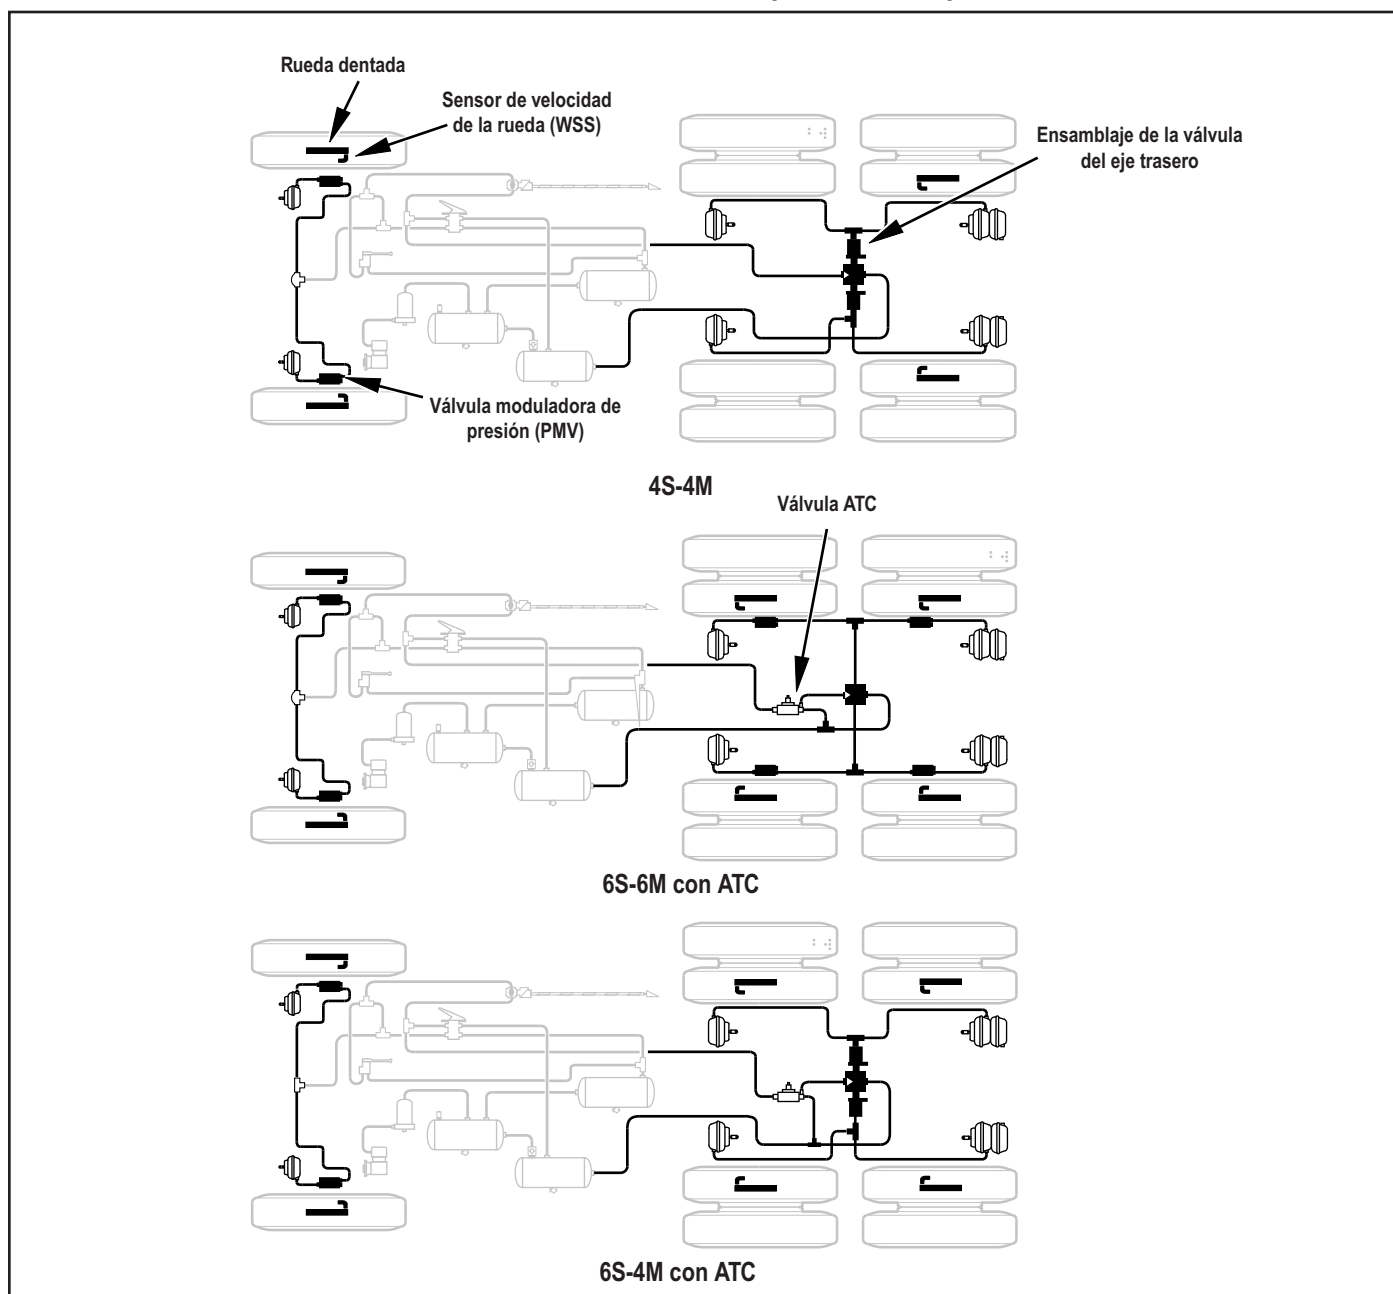 Rueda dentada
Sensor de velocidad
de la rueda (WSS)
Ensamblaje de la válvula
del eje trasero
Válvula moduladora de
presión (PMV)
4S-4M
Válvula ATC
6S-6M con ATC
6S-4M con ATC